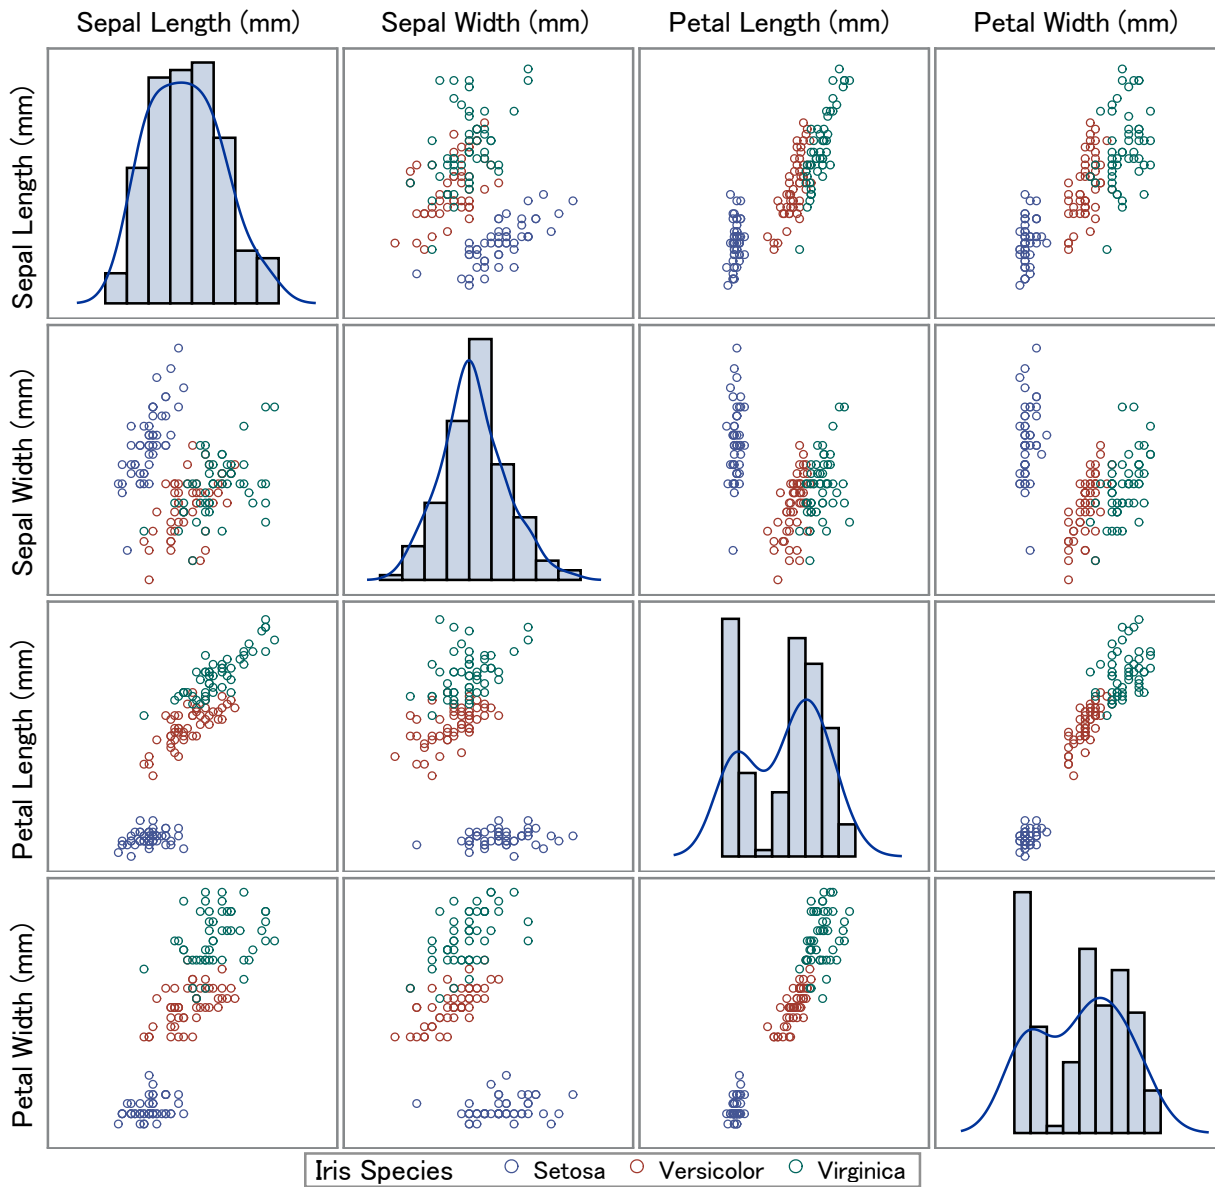 Sepal Length (mm) Sepal Width (mm) Petal Length (mm) Petal Width (mm)
Sepal Length (mm)
Sepal Width (mm)
Petal Length (mm)
Petal Width (mm)
Iris Species Setosa Versicolor Virginica